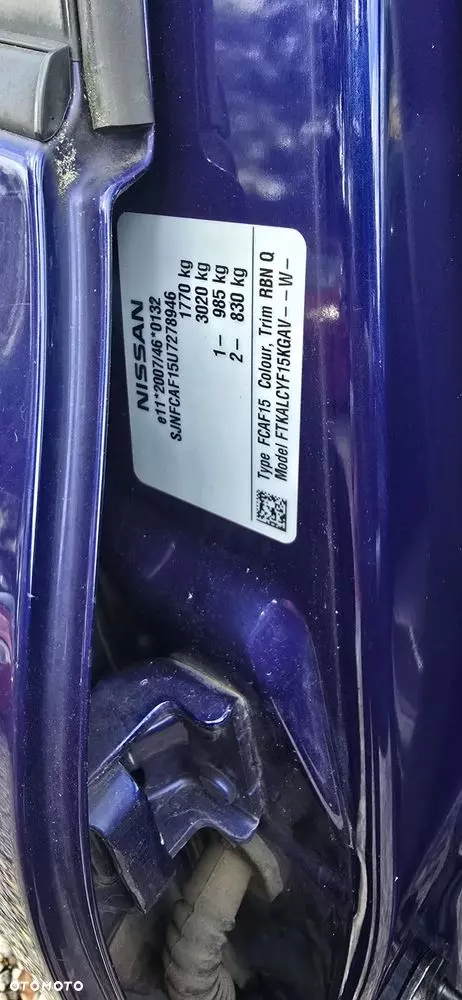 NISSAN
e11*2007/46*0132
SJNFCAF15U7278946
1770 kg
3020 kg
1– 985 kg
2– 830 kg
Type FCAF15 Colour, Trim RBN Q
Model FTKALCYF15KGAV--W-
OTOMOTO